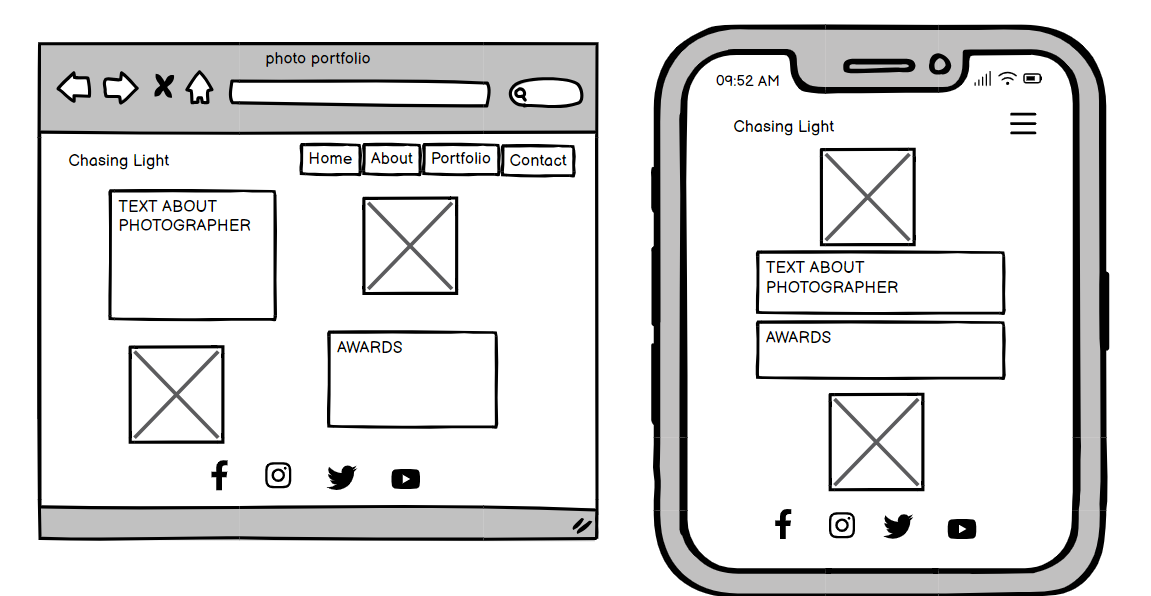 photo portfolio
Chasing Light
Home
About
Portfolio
Contact
TEXT ABOUT
PHOTOGRAPHER
AWARDS
09:52 AM
Chasing Light
TEXT ABOUT
PHOTOGRAPHER
AWARDS